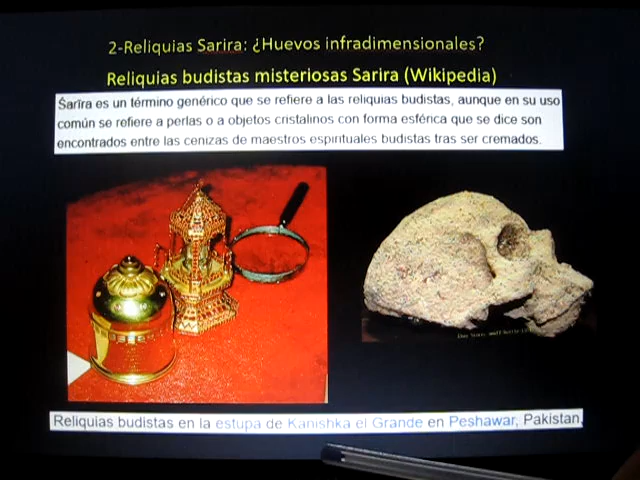 2-Reliquias Sarira: ¿Huevos infradimensionales?
Reliquias budistas misteriosas Sarira (Wikipedia)
Śarīra es un término genérico que se refiere a las reliquias budistas, aunque en su uso
común se refiere a perlas o a objetos cristalinos con forma esférica que se dice son
encontrados entre las cenizas de maestros espirituales budistas tras ser cremados.
Reliquias budistas en la estupa de Kanishka el Grande en Peshawar, Pakistan,